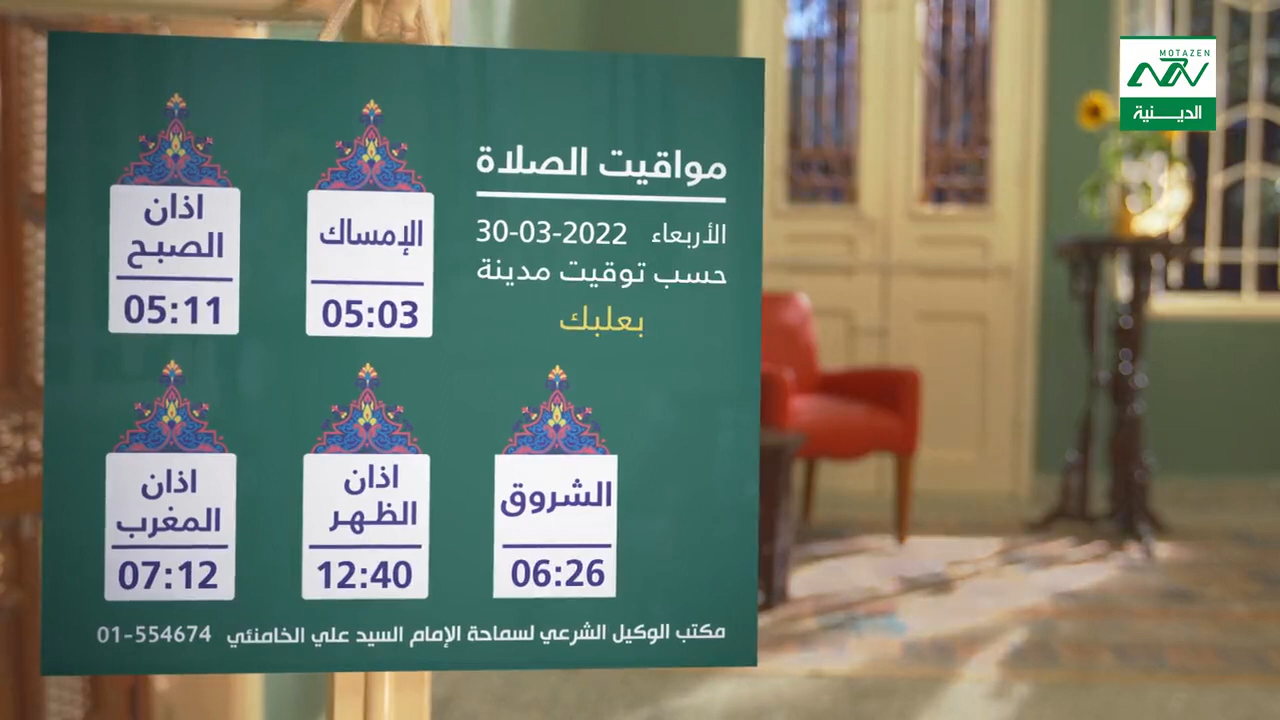 MOTAZEN
الدينية
مواقيت الصلاة
الأربعاء 30-03-2022
حسب توقيت مدينة
بعلبك
الإمساك
05:03
اذان
الصبح
05:11
الشروق
06:26
اذان
الظهر
12:40
اذان
المغرب
07:12
مكتب الوكيل الشرعي لسماحة الإمام السيد علي الخامنئي 01-554674